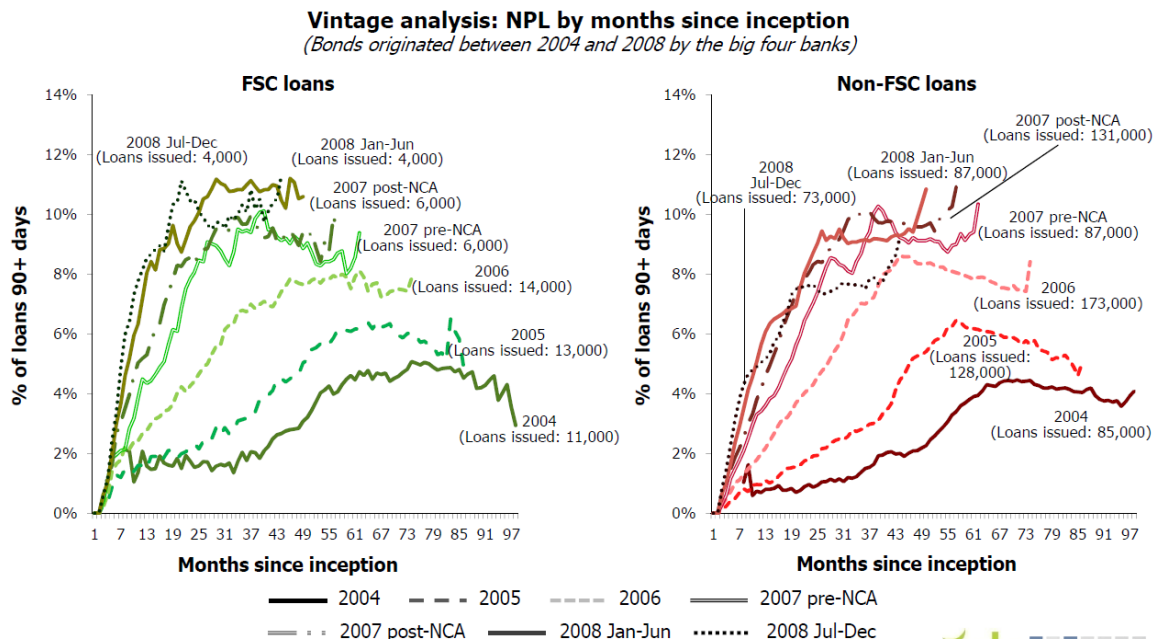 Vintage analysis: NPL by months since inception
(Bonds originated between 2004 and 2008 by the big four banks)
FSC loans
% of loans 90+ days
14%
12%
10%
8%
6%
4%
2%
0%
2008 Jul-Dec
(Loans issued: 4,000)
2008 Jan-Jun
(Loans issued: 4,000)
2007 post-NCA
(Loans issued: 6,000)
2007 pre-NCA
(Loans issued: 6,000)
2006
(Loans issued: 14,000)
2005
(Loans issued: 13,000)
2004
(Loans issued: 11,000)
1 7 13 19 25 31 37 43 49 55 61 67 73 79 85 91 97
Months since inception
Non-FSC loans
% of loans 90+ days
14%
12%
10%
8%
6%
4%
2%
0%
2008
Jul-Dec
(Loans issued: 73,000)
2008 Jan-Jun
(Loans issued:
87,000)
2007 post-NCA
(Loans issued: 131,000)
2007 pre-NCA
(Loans issued:
87,000)
2006
(Loans issued: 173,000)
2005
(Loans issued:
128,000)
2004
(Loans issued: 85,000)
1 7 13 19 25 31 37 43 49 55 61 67 73 79 85 91 97
Months since inception
2004 2005 2006 2007 pre-NCA
2007 post-NCA 2008 Jan-Jun 2008 Jul-Dec